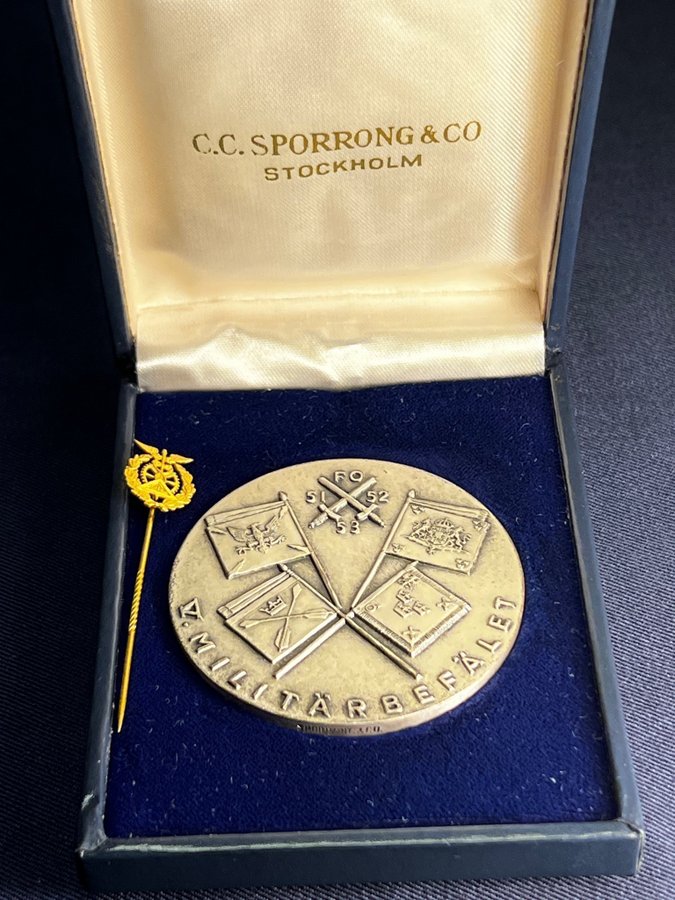 C.C. SPORRONG & CO
STOCKHOLM
FO
51 52
53
V. MILITÄRBEFÄLET